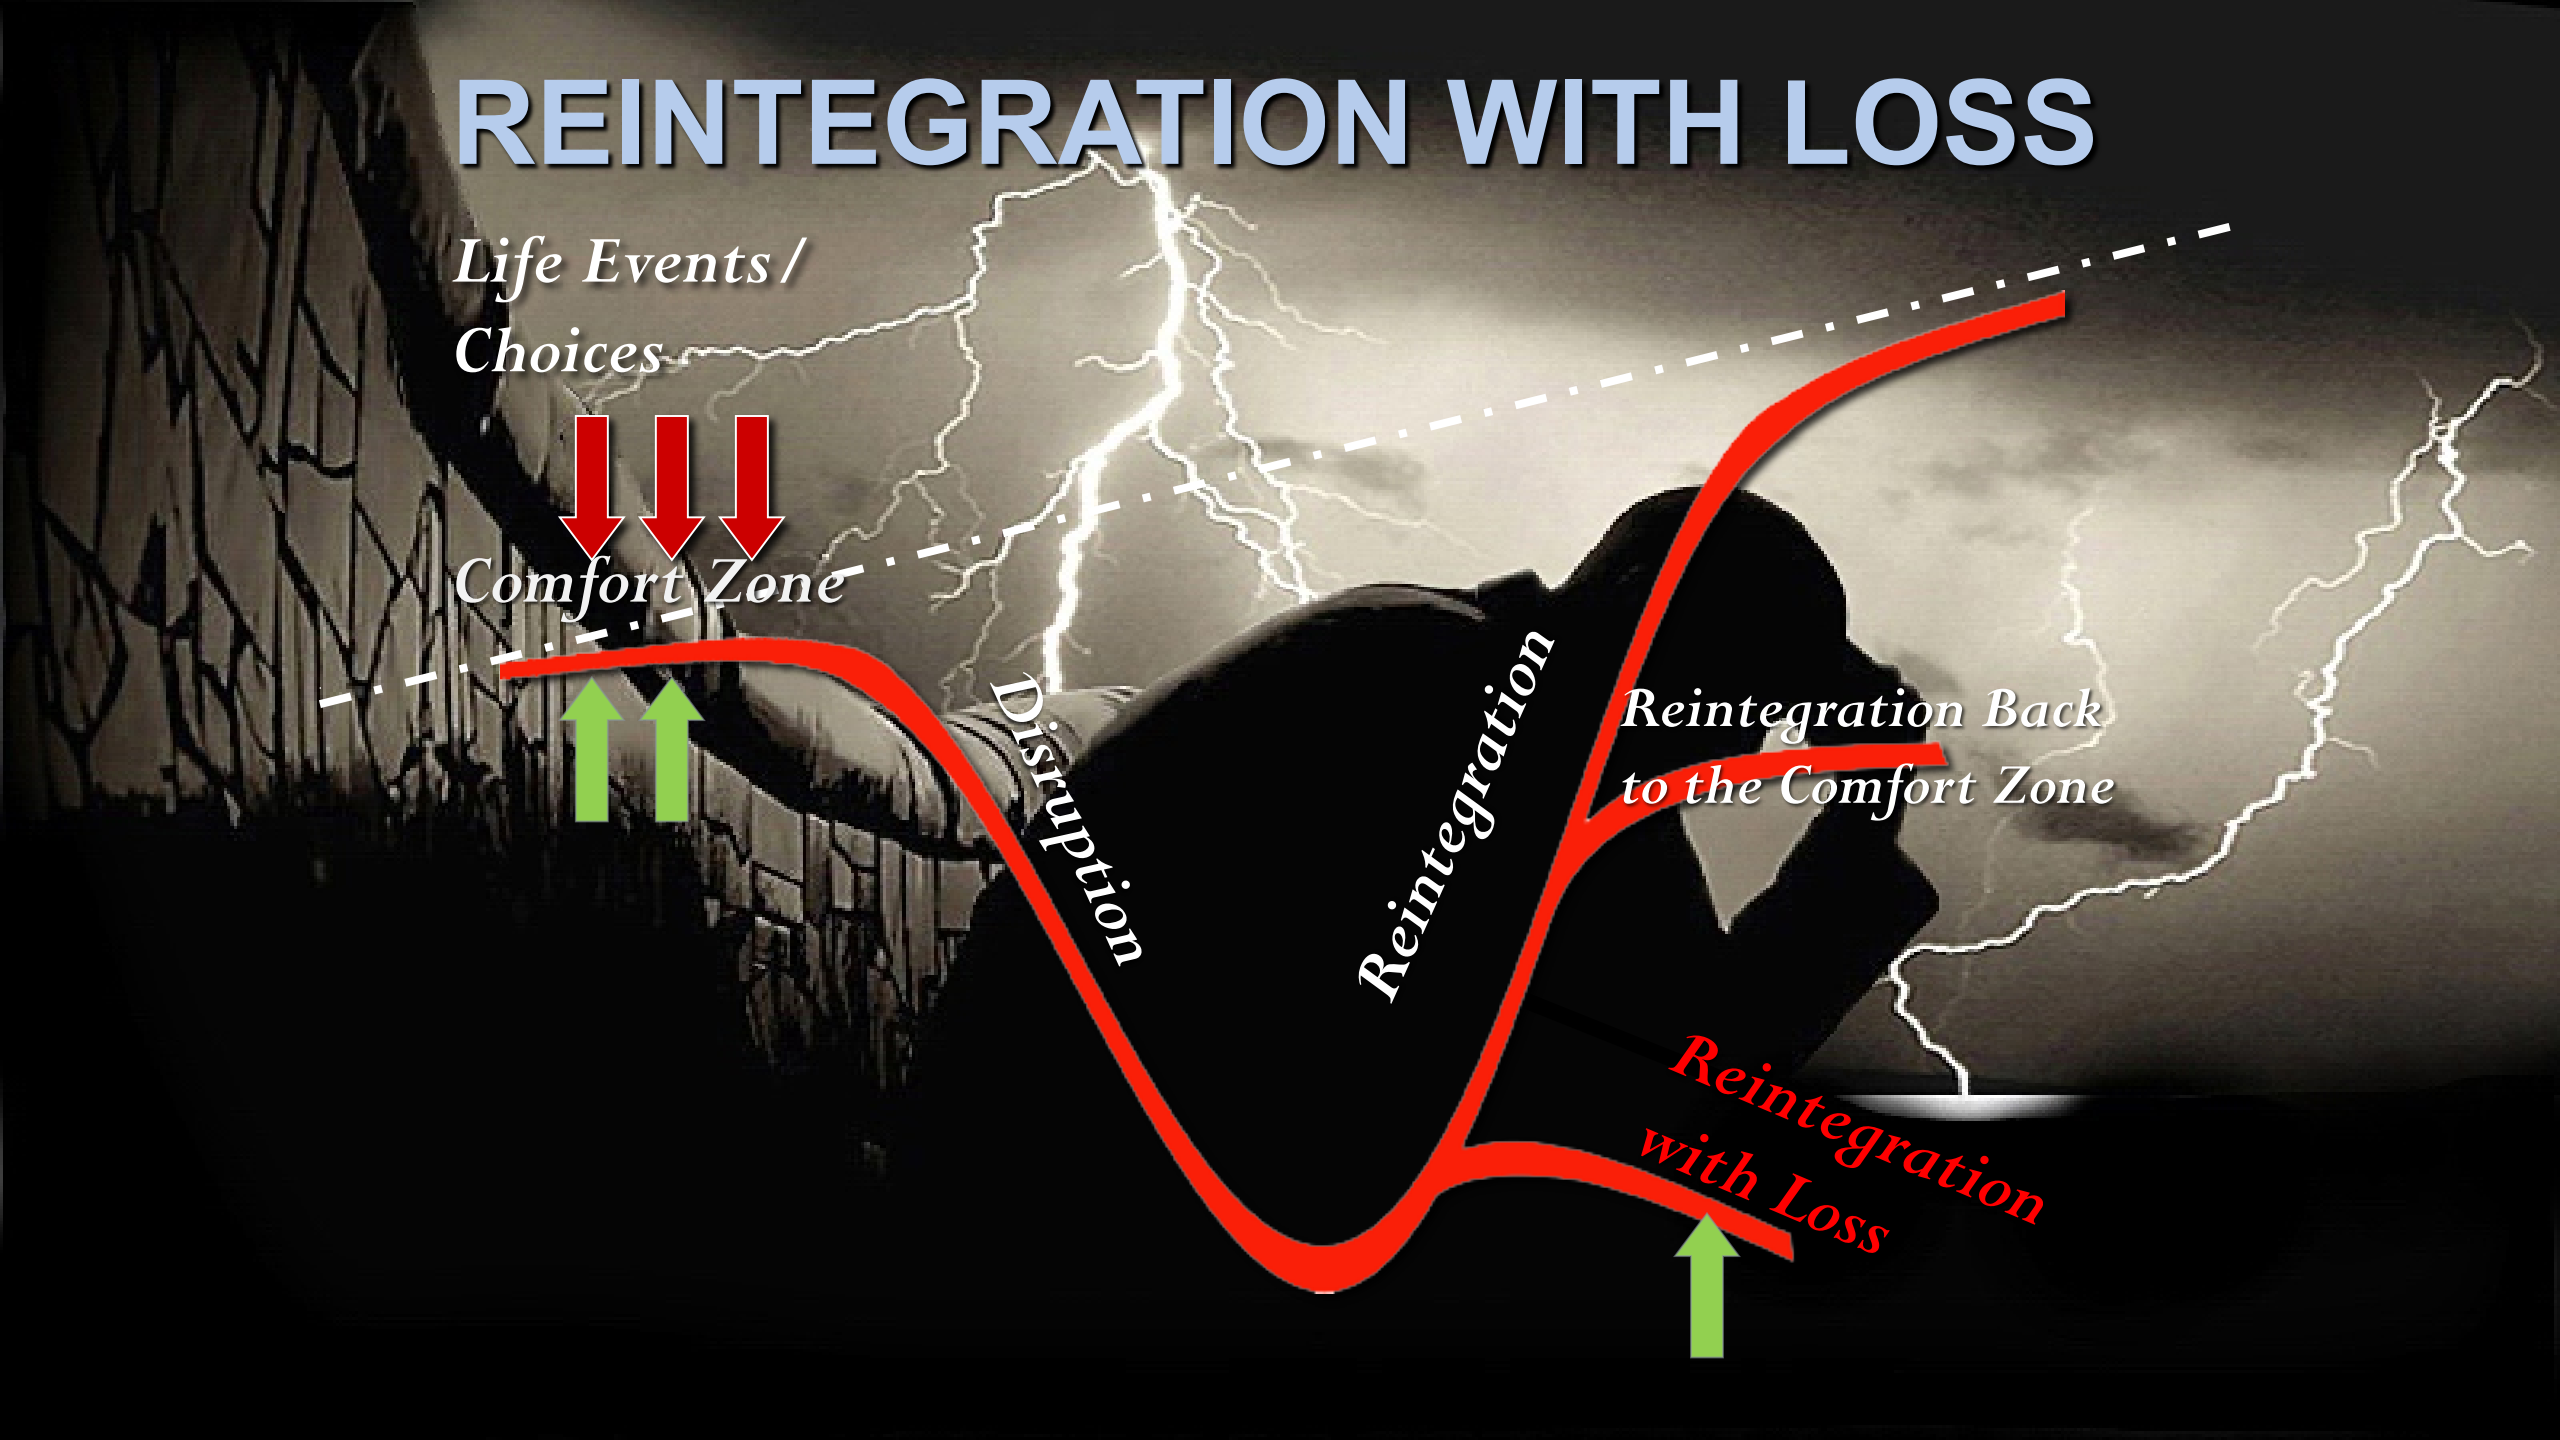 REINTEGRATION WITH LOSS
Life Events/
Choices
Comfort Zone
Disruption
Reintegration
Reintegration Back
to the Comfort Zone
Reintegration
with Loss